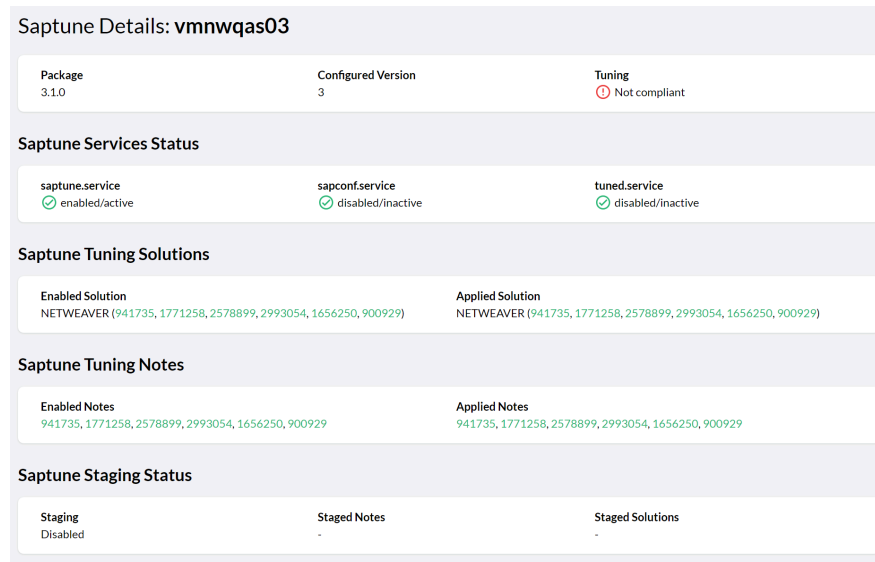 Saptune Details: vmnwqas03
Package
3.1.0
Configured Version
3
Tuning
Not compliant
Saptune Services Status
saptune.service
enabled/active
sapconf.service
disabled/inactive
tuned.service
disabled/inactive
Saptune Tuning Solutions
Enabled Solution
NETWEAVER (941735, 1771258, 2578899, 2993054, 1656250, 900929)
Applied Solution
NETWEAVER (941735, 1771258, 2578899, 2993054, 1656250, 900929)
Saptune Tuning Notes
Enabled Notes
941735, 1771258, 2578899, 2993054, 1656250, 900929
Applied Notes
941735, 1771258, 2578899, 2993054, 1656250, 900929
Saptune Staging Status
Staging
Disabled
Staged Notes
-
Staged Solutions
-